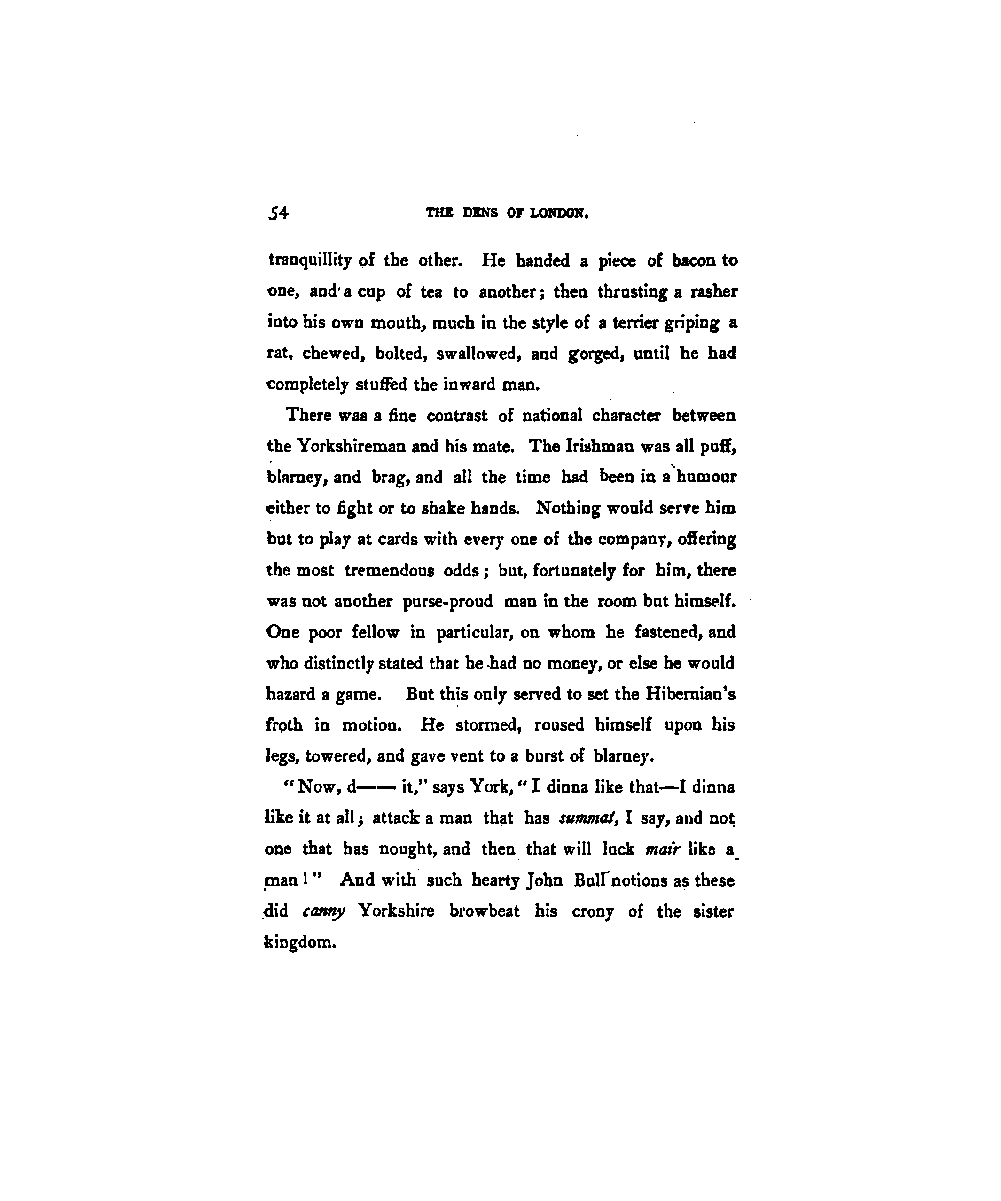 54 THE DENS OF LONDON.
tranquillity of the other. He handed a piece of bacon to
one, and a cup of tea to another; then thrusting a rasher
into his own mouth, much in the style of a terrier griping a
rat, chewed, bolted, swallowed, and gorged, until he had
completely stuffed the inward man.
There was a fine contrast of national character between
the Yorkshireman and his mate. The Irishman was all puff,
blarney, and brag, and all the time had been in a humour
either to fight or to shake hands. Nothing would serve him
but to play at cards with every one of the company, offering
the most tremendous odds; but, fortunately for him, there
was not another purse-proud man in the room but himself.
One poor fellow in particular, on whom he fastened, and
who distinctly stated that he had no money, or else he would
hazard a game. But this only served to set the Hibernian's
froth in motion. He stormed, roused himself upon his
legs, towered, and gave vent to a burst of blarney.
"Now, d—— it," says York, "I dinna like that—I dinna
like it at all; attack a man that has summat, I say, and not
one that has nought, and then that will luck mair like a
man!" And with such hearty John Bull notions as these
did canny Yorkshire browbeat his crony of the sister
kingdom.